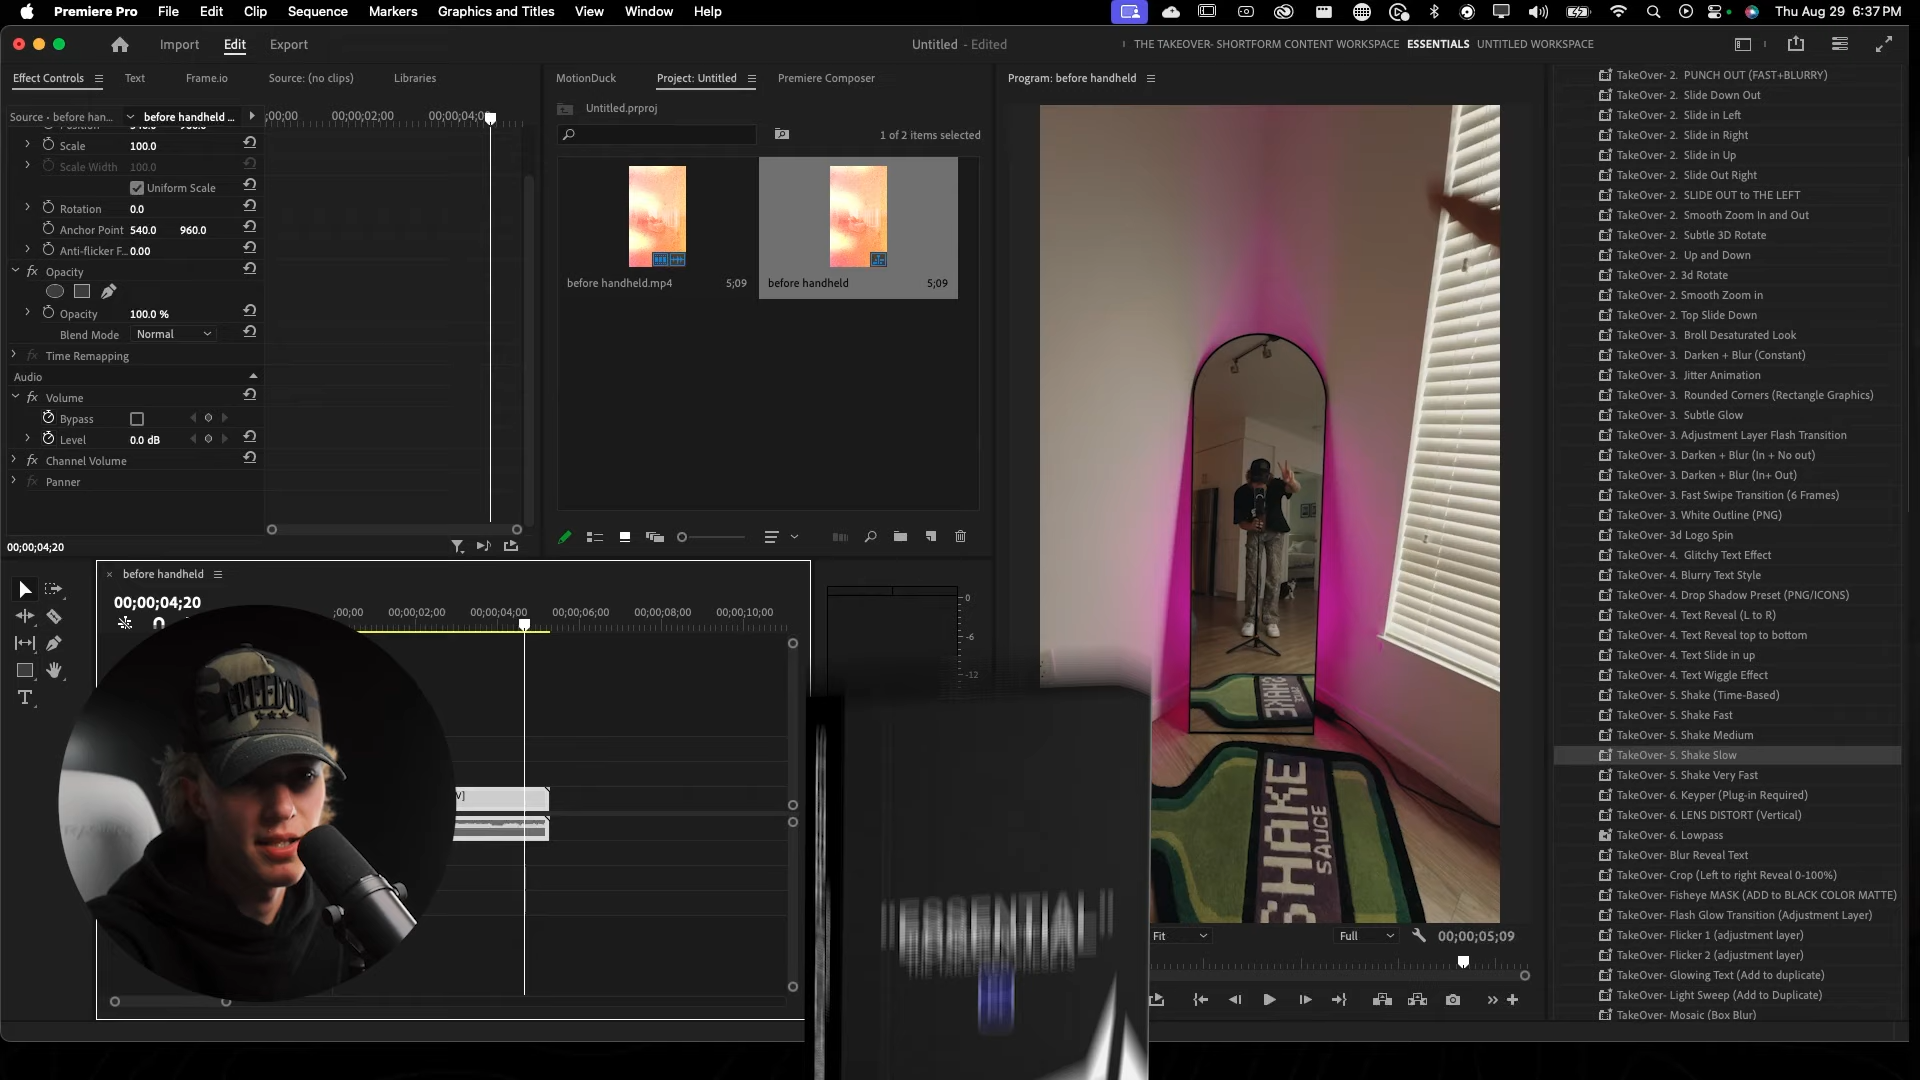 Premiere Pro File Edit Clip Sequence Markers Graphics and Titles View Window Help Thu Aug 29 6:37 PM
Import Edit Export Untitled - Edited THE TAKEOVER- SHORTFORM CONTENT WORKSPACE ESSENTIALS UNTITLED WORKSPACE
Effect Controls Text Frame.io Source: (no clips) Libraries
MotionDuck Project: Untitled Premiere Composer
Program: before handheld
Source • before han... before handheld ... ;00;00 00;00;02;00 00;00;04;0
Untitled.prproj
1 of 2 items selected
Scale 100.0
Scale Width 100.0
Uniform Scale
Rotation 0.0
Anchor Point 540.0 960.0
Anti-flicker F... 0.00
fx Opacity
Opacity 100.0 %
Blend Mode Normal
fx Time Remapping
Audio
fx Volume
Bypass
Level 0.0 dB
fx Channel Volume
fx Panner
00;00;04;20
before handheld.mp4 5;09
before handheld 5;09
before handheld
00;00;04;20
;00;00 00;00;02;00 00;00;04;00 00;00;06;00 00;00;08;00 00;00;10;00
V]
0
-6
-12
FREEDOM
SHAKE
SHAKE
SAUCE
Fit Full 00;00;05;09
TakeOver- 2. PUNCH OUT (FAST+BLURRY)
TakeOver- 2. Slide Down Out
TakeOver- 2. Slide in Left
TakeOver- 2. Slide in Right
TakeOver- 2. Slide in Up
TakeOver- 2. Slide Out Right
TakeOver- 2. SLIDE OUT to THE LEFT
TakeOver- 2. Smooth Zoom In and Out
TakeOver- 2. Subtle 3D Rotate
TakeOver- 2. Up and Down
TakeOver- 2. 3d Rotate
TakeOver- 2. Smooth Zoom in
TakeOver- 2. Top Slide Down
TakeOver- 3. Broll Desaturated Look
TakeOver- 3. Darken + Blur (Constant)
TakeOver- 3. Jitter Animation
TakeOver- 3. Rounded Corners (Rectangle Graphics)
TakeOver- 3. Subtle Glow
TakeOver- 3. Adjustment Layer Flash Transition
TakeOver- 3. Darken + Blur (In + No out)
TakeOver- 3. Darken + Blur (In+ Out)
TakeOver- 3. Fast Swipe Transition (6 Frames)
TakeOver- 3. White Outline (PNG)
TakeOver- 3d Logo Spin
TakeOver- 4. Glitchy Text Effect
TakeOver- 4. Blurry Text Style
TakeOver- 4. Drop Shadow Preset (PNG/ICONS)
TakeOver- 4. Text Reveal (L to R)
TakeOver- 4. Text Reveal top to bottom
TakeOver- 4. Text Slide in up
TakeOver- 4. Text Wiggle Effect
TakeOver- 5. Shake (Time-Based)
TakeOver- 5. Shake Fast
TakeOver- 5. Shake Medium
TakeOver- 5. Shake Slow
TakeOver- 5. Shake Very Fast
TakeOver- 6. Keyper (Plug-in Required)
TakeOver- 6. LENS DISTORT (Vertical)
TakeOver- 6. Lowpass
TakeOver- Blur Reveal Text
TakeOver- Crop (Left to right Reveal 0-100%)
TakeOver- Fisheye MASK (ADD to BLACK COLOR MATTE)
TakeOver- Flash Glow Transition (Adjustment Layer)
TakeOver- Flicker 1 (adjustment layer)
TakeOver- Flicker 2 (adjustment layer)
TakeOver- Glowing Text (Add to duplicate)
TakeOver- Light Sweep (Add to Duplicate)
TakeOver- Mosaic (Box Blur)